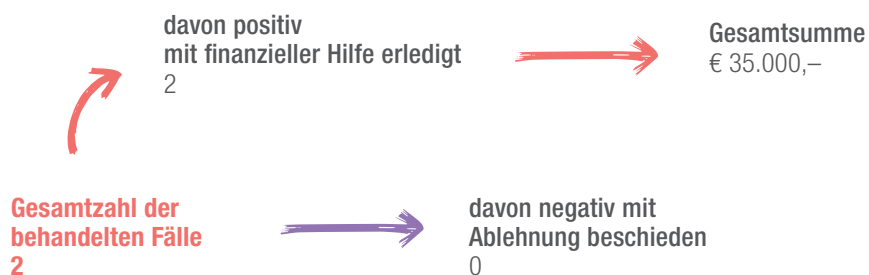 davon positiv
mit finanzieller Hilfe erledigt
2
Gesamtsumme
€ 35.000,–
Gesamtzahl der
behandelten Fälle
2
davon negativ mit
Ablehnung beschieden
0